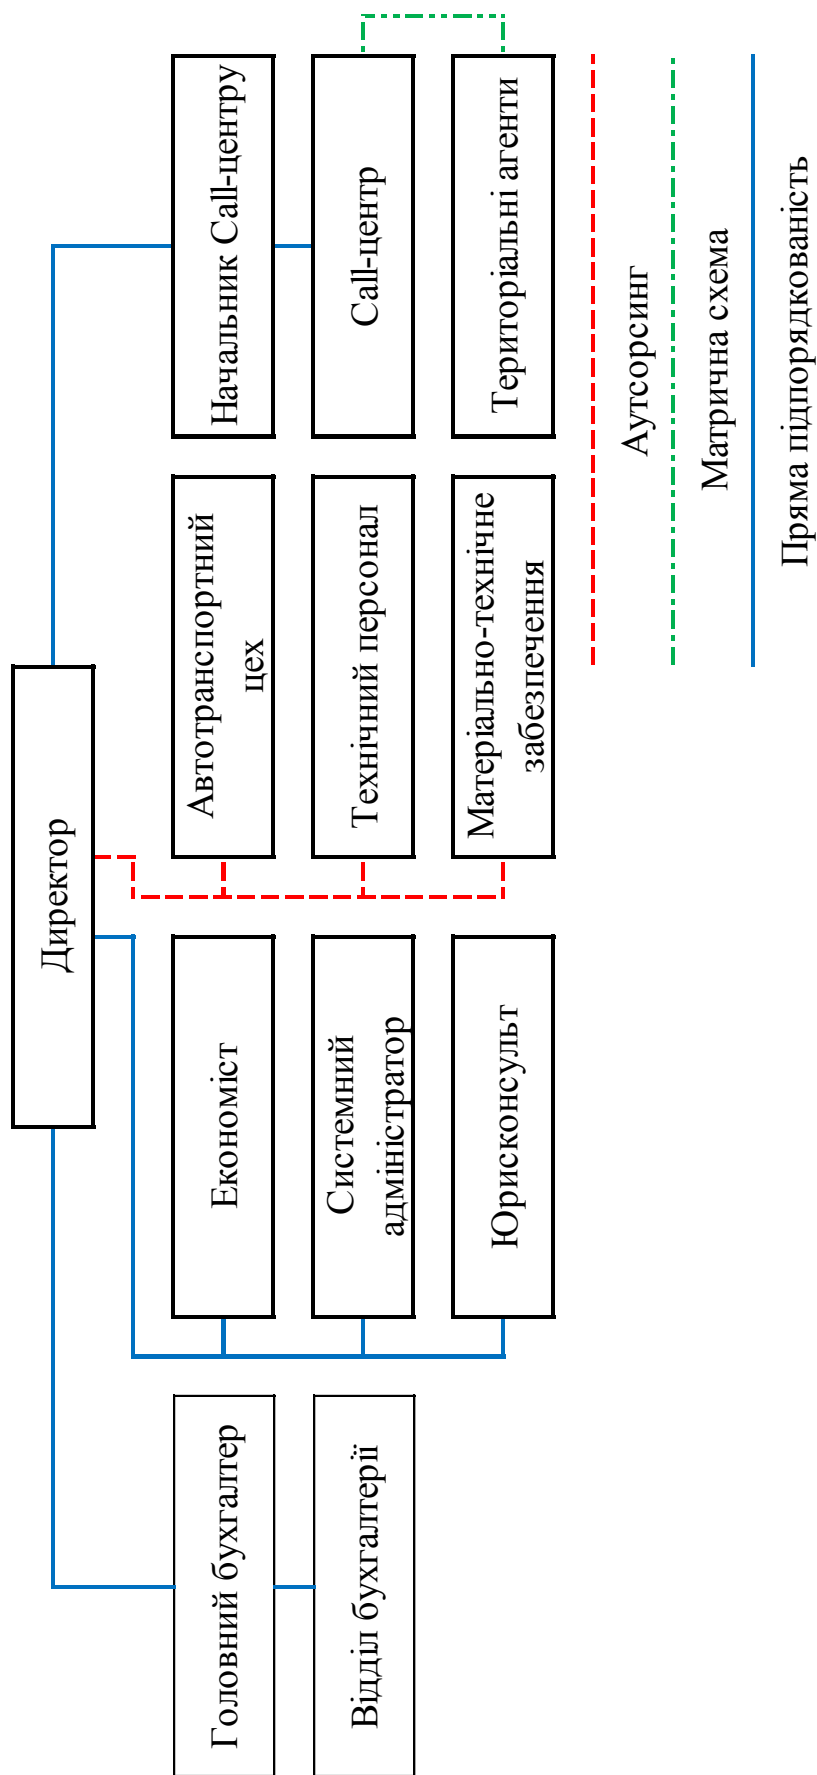 Директор
Головний бухгалтер
Відділ бухгалтерії
Економіст
Системний
адміністратор
Юрисконсульт
Автотранспортний
цех
Технічний персонал
Матеріально-технічне
забезпечення
Начальник Call-центру
Call-центр
Територіальні агенти
Аутсорсинг
Матрична схема
Пряма підпорядкованість